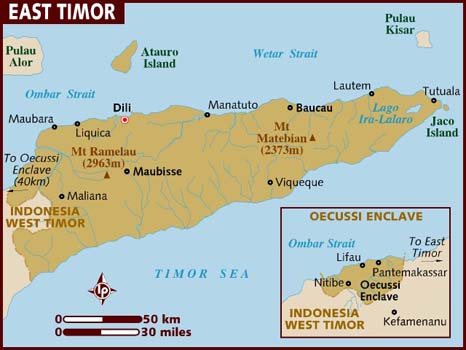 EAST TIMOR
Pulau
Alor
Atauro
Island
Wetar Strait
Pulau
Kisar
Ombar Strait
Dili
Manatuto
Baucau
Lautem
Tutuala
Maubara
Liquica
Lago
Ira-Lalaro
Jaco
Island
Mt Ramelau
(2963m)
Mt
Matebian
(2373m)
Maubisse
To Oecussi
Enclave
(40km)
Maliana
Viqueque
INDONESIA
WEST TIMOR
TIMOR SEA
lp
0 50 km
0 30 miles
OECUSSI ENCLAVE
Ombar Strait
To East
Timor
Lifau
Pantemakassar
Nitibe
Oecussi
Enclave
INDONESIA
WEST TIMOR
Kefamenanu